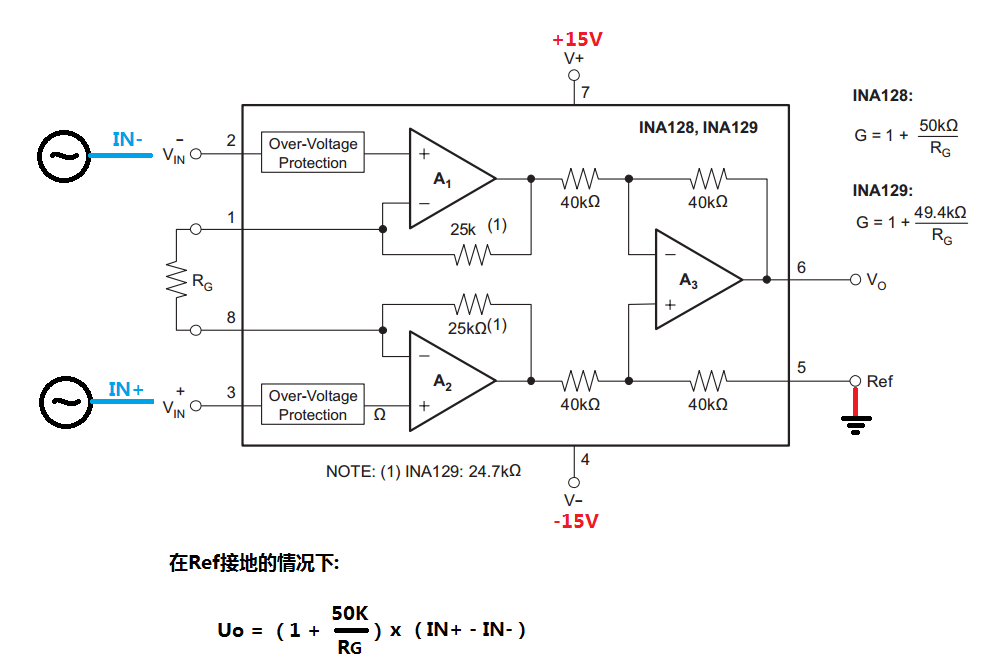 +15V
V+
7
INA128, INA129
INA128:
G = 1 + 50kΩ
RG
INA129:
G = 1 + 49.4kΩ
RG
IN-
−
VIN
2
Over-Voltage
Protection
+
A1
−
40kΩ
40kΩ
1
25k (1)
RG
−
A3
+
6
VO
8
25kΩ(1)
−
A2
+
IN+
+
VIN
3
Over-Voltage
Protection
Ω
40kΩ
40kΩ
5
Ref
4
V−
-15V
NOTE: (1) INA129: 24.7kΩ
在Ref接地的情况下:
Uo = ( 1 + 50K
RG ) x ( IN+ - IN- )